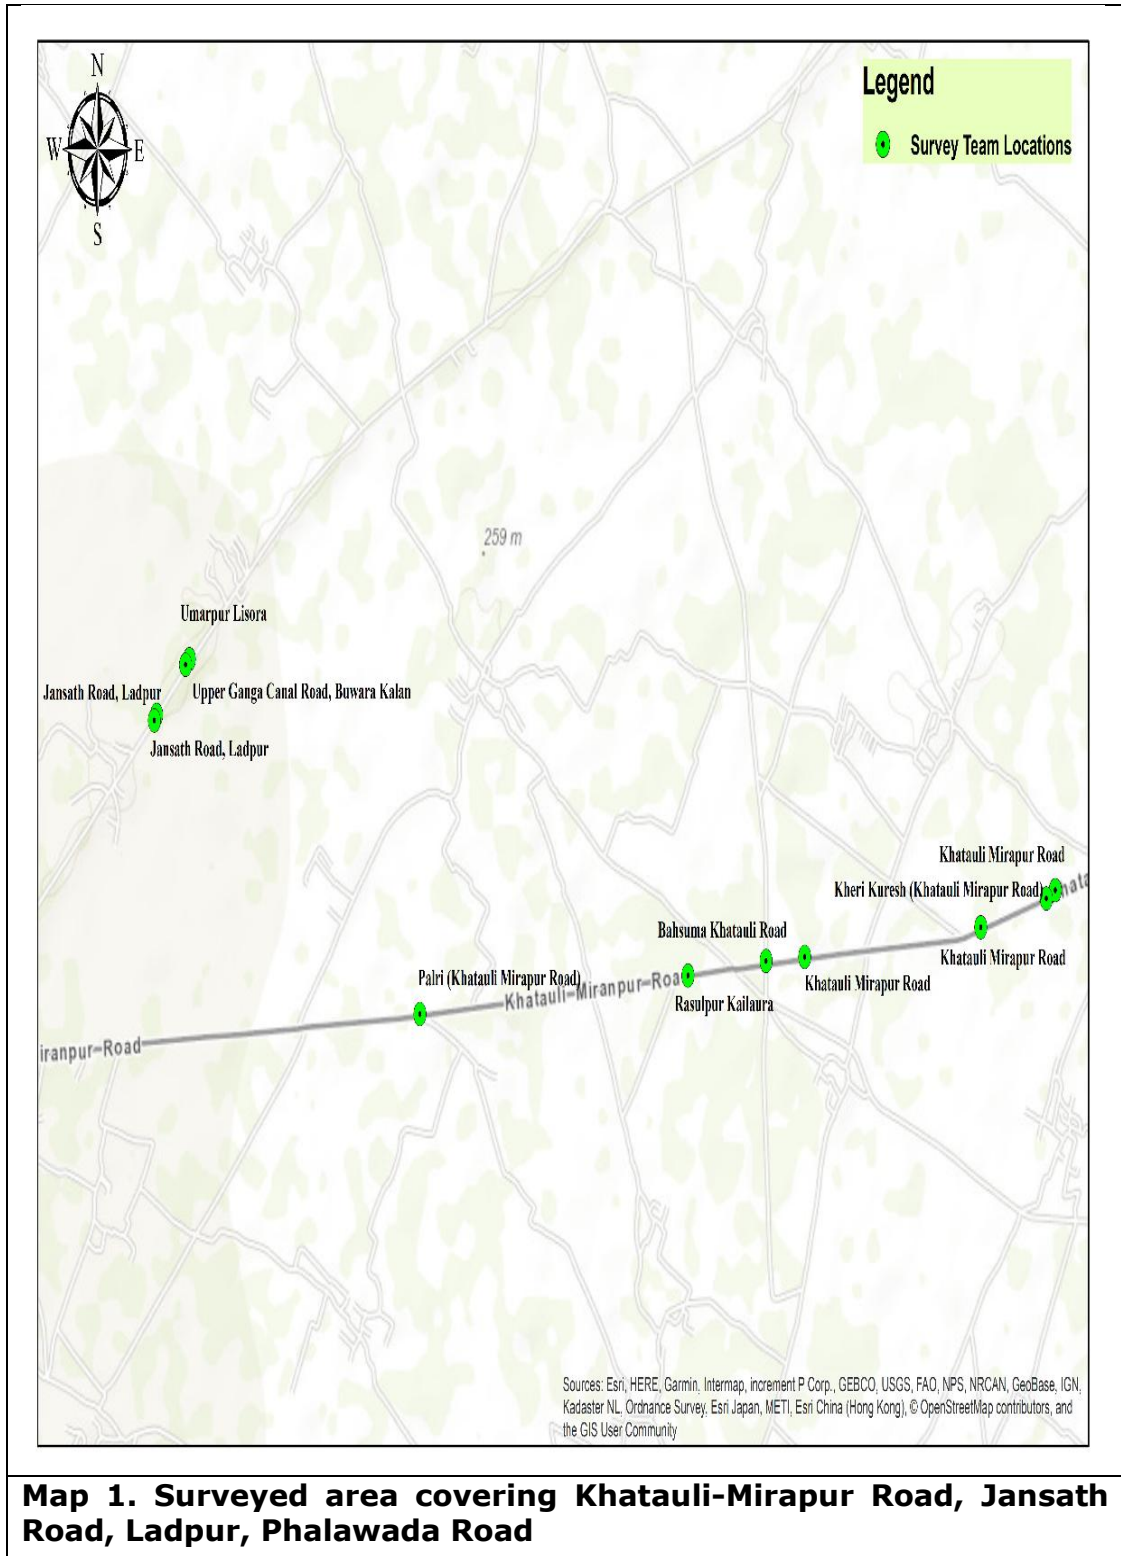 N
W
E
S
Legend
Survey Team Locations
259 m
Umarpur Lisora
Jansath Road, Ladpur
Upper Ganga Canal Road, Buwara Kalan
Jansath Road, Ladpur
Khatauli Mirapur Road
Kheri Kuresh (Khatauli Mirapur Road)
hata
Bahsuma Khatauli Road
Khatauli Mirapur Road
Palri (Khatauli Mirapur Road)
Khatauli-Miranpur-Roa
Rasulpur Kailaura
Khatauli Mirapur Road
iranpur-Road
Sources: Esri, HERE, Garmin, Intermap, increment P Corp., GEBCO, USGS, FAO, NPS, NRCAN, GeoBase, IGN,
Kadaster NL, Ordnance Survey, Esri Japan, METI, Esri China (Hong Kong), © OpenStreetMap contributors, and
the GIS User Community
Map 1. Surveyed area covering Khatauli-Mirapur Road, Jansath
Road, Ladpur, Phalawada Road